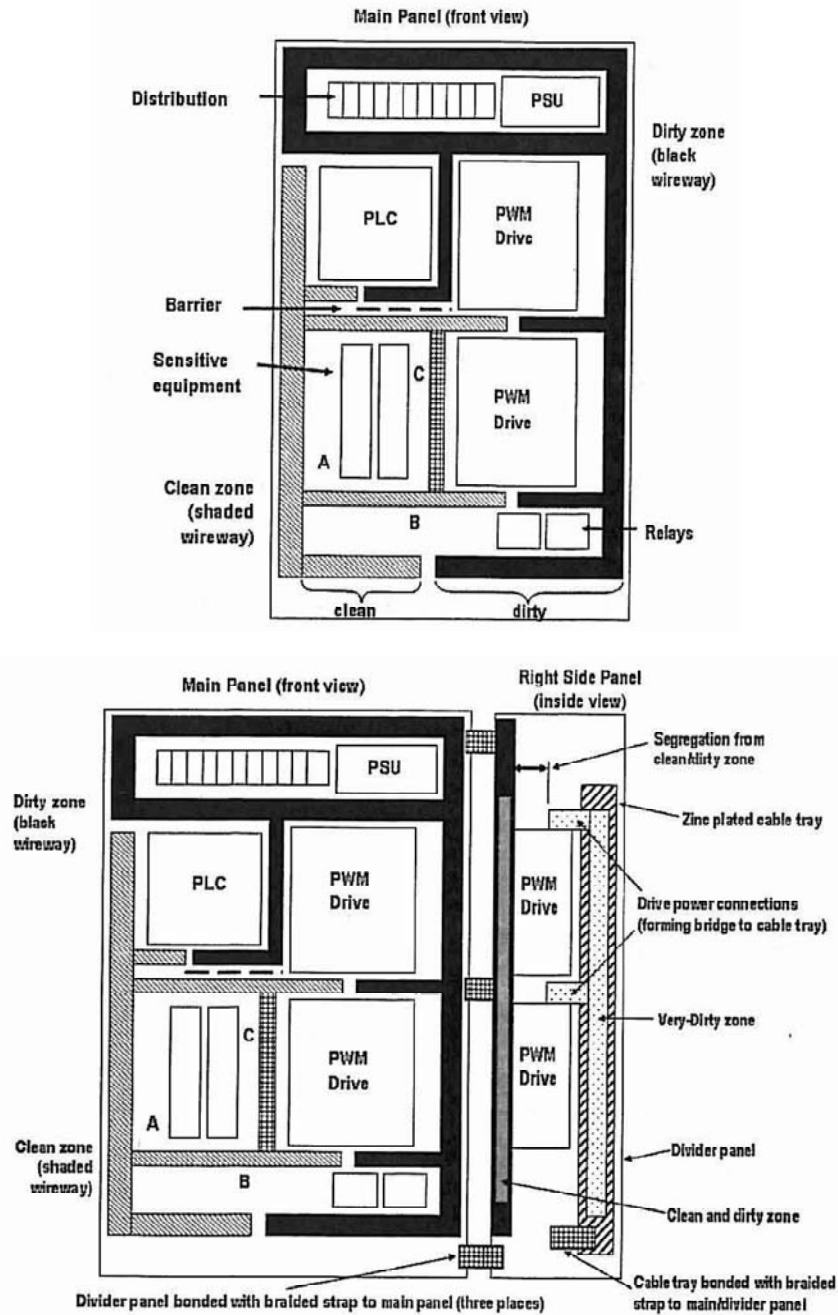 Main Panel (front view)
Distribution
PSU
Dirty zone
(black
wireway)
PLC
PWM
Drive
Barrier
Sensitive
equipment
C
PWM
Drive
A
Clean zone
(shaded
wireway)
B
Relays
clean
dirty
Main Panel (front view)
Right Side Panel
(inside view)
Segregation from
clean/dirty zone
PSU
Dirty zone
(black
wireway)
Zinc plated cable tray
PLC
PWM
Drive
PWM
Drive
Drive power connections
(forming bridge to cable tray)
Very-Dirty zone
C
PWM
Drive
PWM
Drive
A
Clean zone
(shaded
wireway)
B
Divider panel
Clean and dirty zone
Divider panel bonded with braided strap to main panel (three places)
Cable tray bonded with braided
strap to main/divider panel